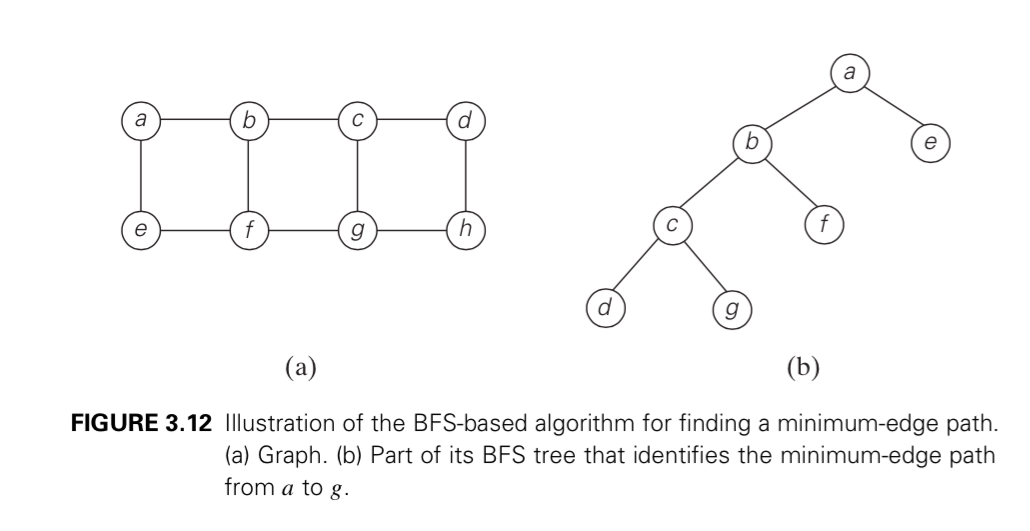 a b c d
e f g h
a
b e
c f
d g
(a) (b)
FIGURE 3.12 Illustration of the BFS-based algorithm for finding a minimum-edge path.
(a) Graph. (b) Part of its BFS tree that identifies the minimum-edge path
from a to g.